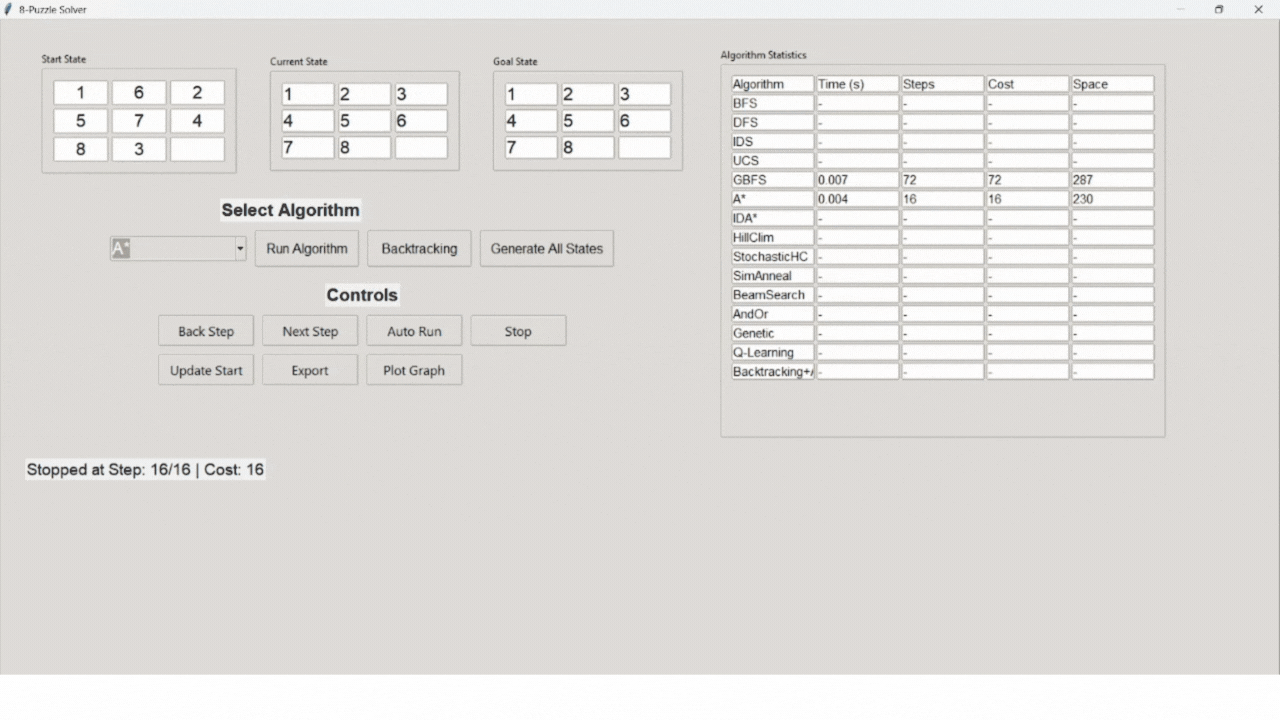 8-Puzzle Solver
Start State
1 6 2
5 7 4
8 3
Current State
1 2 3
4 5 6
7 8
Goal State
1 2 3
4 5 6
7 8
Select Algorithm
A*
Run Algorithm
Backtracking
Generate All States
Controls
Back Step
Next Step
Auto Run
Stop
Update Start
Export
Plot Graph
Stopped at Step: 16/16 | Cost: 16
Algorithm Statistics
Algorithm Time (s) Steps Cost Space
BFS - - - -
DFS - - - -
IDS - - - -
UCS - - - -
GBFS 0.007 72 72 287
A* 0.004 16 16 230
IDA* - - - -
HillClim - - - -
StochasticHC - - - -
SimAnneal - - - -
BeamSearch - - - -
AndOr - - - -
Genetic - - - -
Q-Learning - - - -
Backtracking+ - - - -